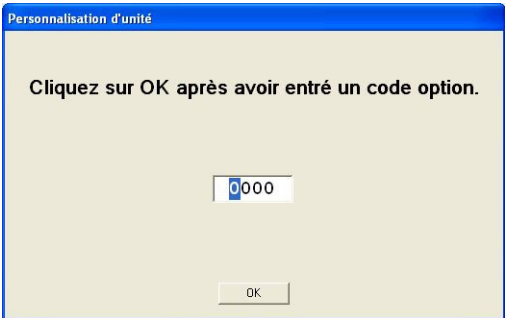 Personnalisation d'unité
Cliquez sur OK après avoir entré un code option.
0000
OK